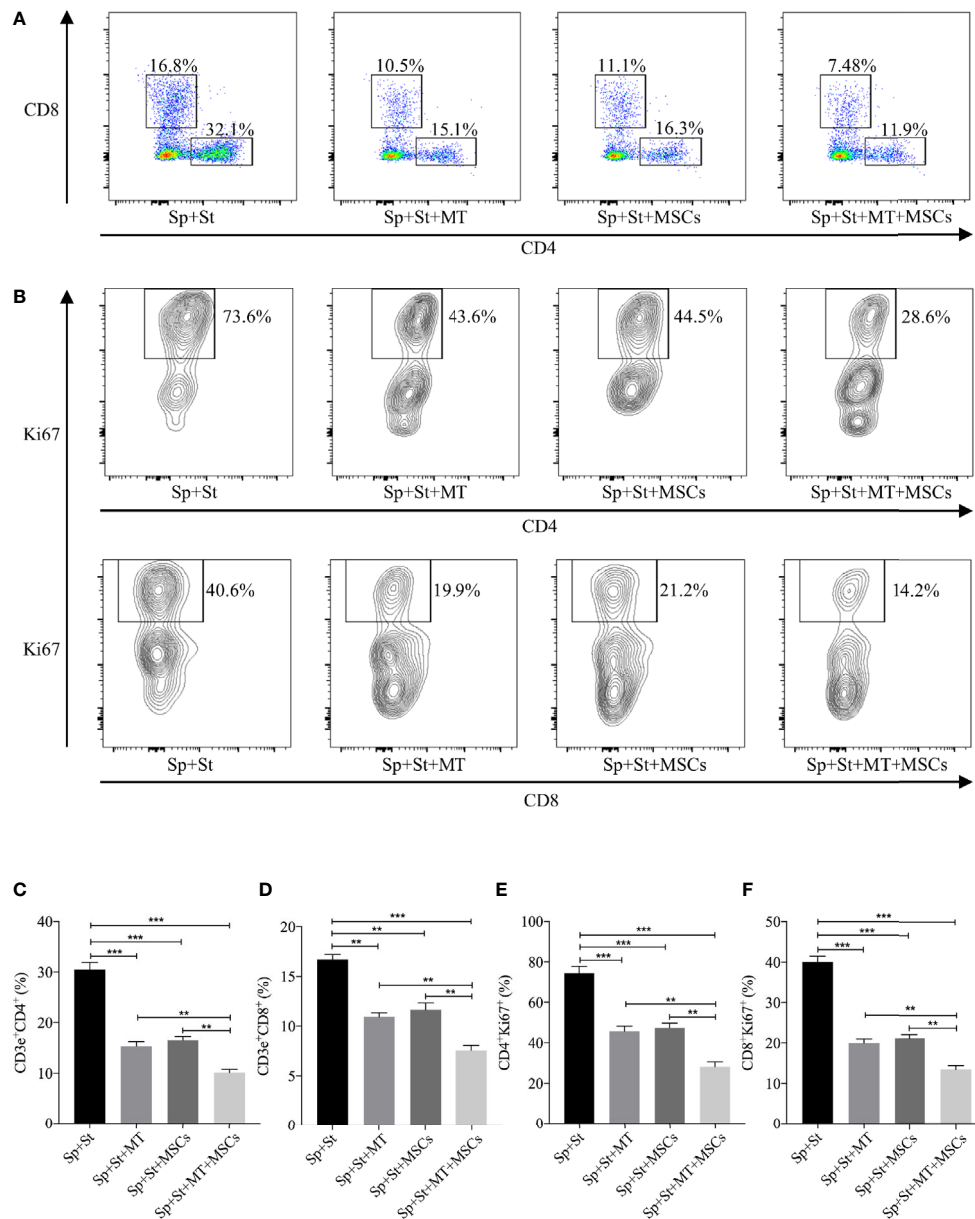 A
CD8
16.8%
32.1%
10.5%
15.1%
11.1%
16.3%
7.48%
11.9%
Sp+St
Sp+St+MT
Sp+St+MSCs
Sp+St+MT+MSCs
CD4
B
Ki67
73.6%
43.6%
44.5%
28.6%
Sp+St
Sp+St+MT
Sp+St+MSCs
Sp+St+MT+MSCs
CD4
Ki67
40.6%
19.9%
21.2%
14.2%
Sp+St
Sp+St+MT
Sp+St+MSCs
Sp+St+MT+MSCs
CD8
C
CD3e⁺CD4⁺ (%)
40
30
20
10
0
***
***
***
**
**
Sp+St
Sp+St+MT
Sp+St+MSCs
Sp+St+MT+MSCs
D
CD3e⁺CD8⁺ (%)
20
15
10
5
0
***
**
**
**
**
Sp+St
Sp+St+MT
Sp+St+MSCs
Sp+St+MT+MSCs
E
CD4⁺Ki67⁺ (%)
100
80
60
40
20
0
***
***
***
**
**
Sp+St
Sp+St+MT
Sp+St+MSCs
Sp+St+MT+MSCs
F
CD8⁺Ki67⁺ (%)
50
40
30
20
10
0
***
***
***
**
**
Sp+St
Sp+St+MT
Sp+St+MSCs
Sp+St+MT+MSCs